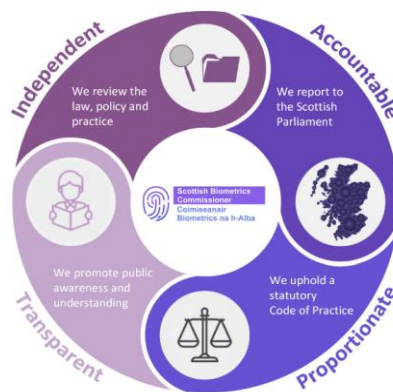 Independent
We review the
law, policy and
practice
Accountable
We report to
the Scottish
Parliament
Scottish Biometrics
Commissioner
Coimiseanair
Biometrics na h-Alba
Transparent
We promote public
awareness and
understanding
Proportionate
We uphold a
statutory
Code of Practice